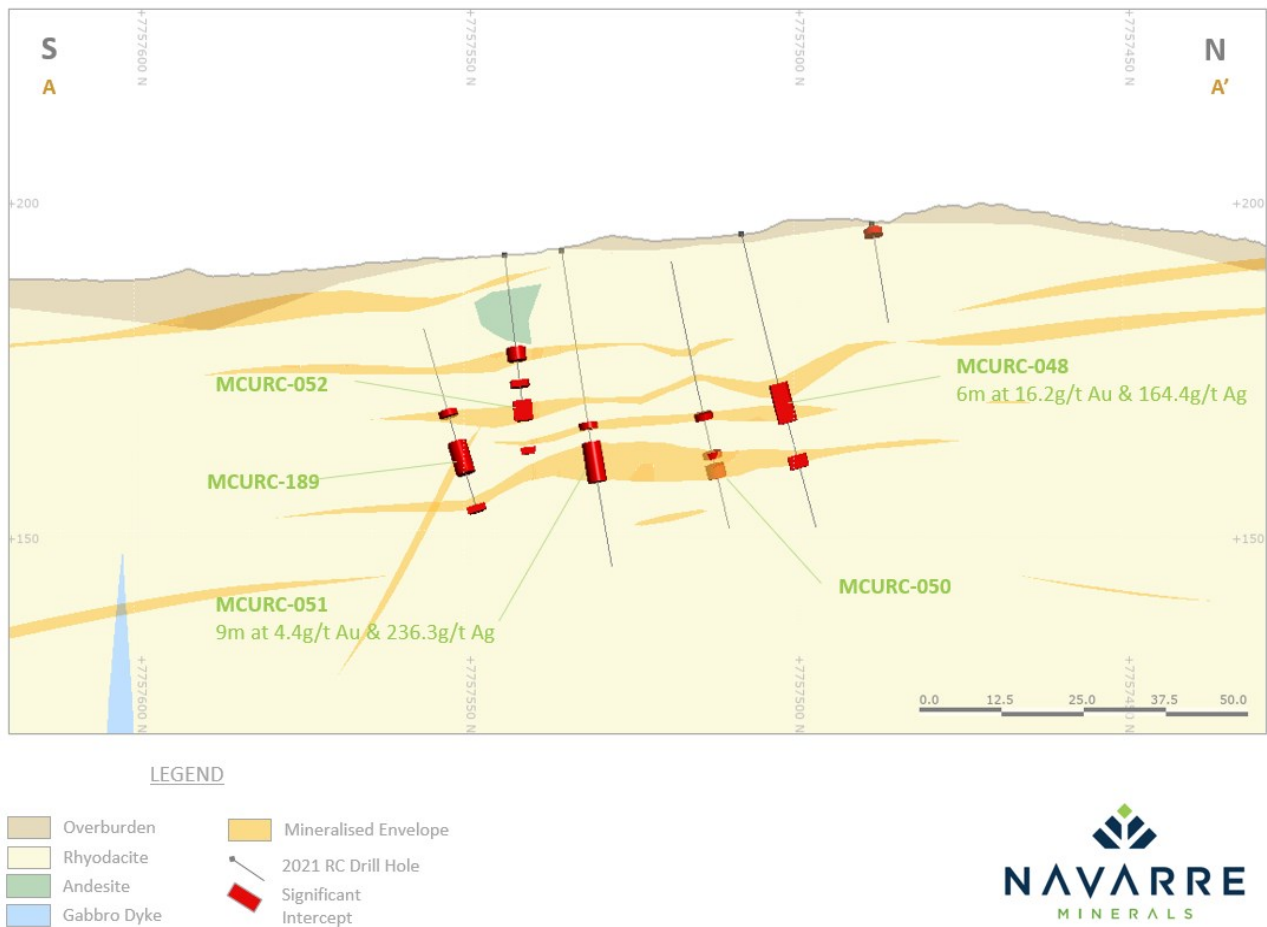 S
N
A
A'
+7757600 N
+7757550 N
+7757500 N
+7757450 N
+200
+200
MCURC-052
MCURC-048
6m at 16.2g/t Au & 164.4g/t Ag
MCURC-189
+150
+150
MCURC-050
MCURC-051
9m at 4.4g/t Au & 236.3g/t Ag
+7757600 N
+7757550 N
+7757500 N
+7757450 N
0.0 12.5 25.0 37.5 50.0
LEGEND
Overburden
Rhyodacite
Andesite
Gabbro Dyke
Mineralised Envelope
2021 RC Drill Hole
Significant
Intercept
NAVARRE
MINERALS